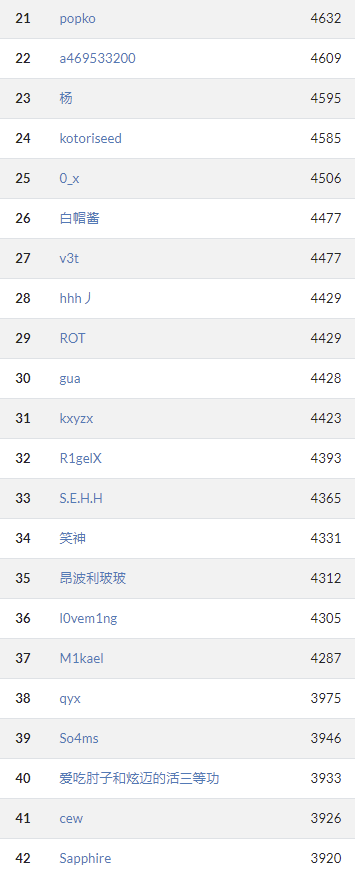 21 popko 4632
22 a469533200 4609
23 杨 4595
24 kotoriseed 4585
25 0_x 4506
26 白帽酱 4477
27 v3t 4477
28 hhh丿 4429
29 ROT 4429
30 gua 4428
31 kxyzx 4423
32 R1gelX 4393
33 S.E.H.H 4365
34 笑神 4331
35 昂波利玻玻 4312
36 l0vem1ng 4305
37 M1kael 4287
38 qyx 3975
39 So4ms 3946
40 爱吃肘子和炫迈的活三等功 3933
41 cew 3926
42 Sapphire 3920